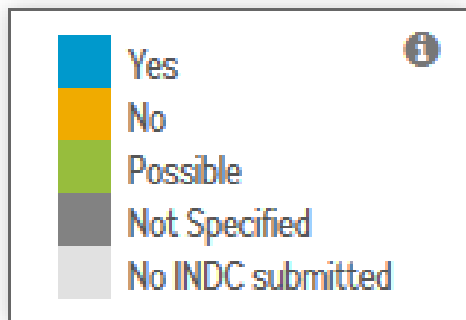 Yes
No
Possible
Not Specified
No INDC submitted